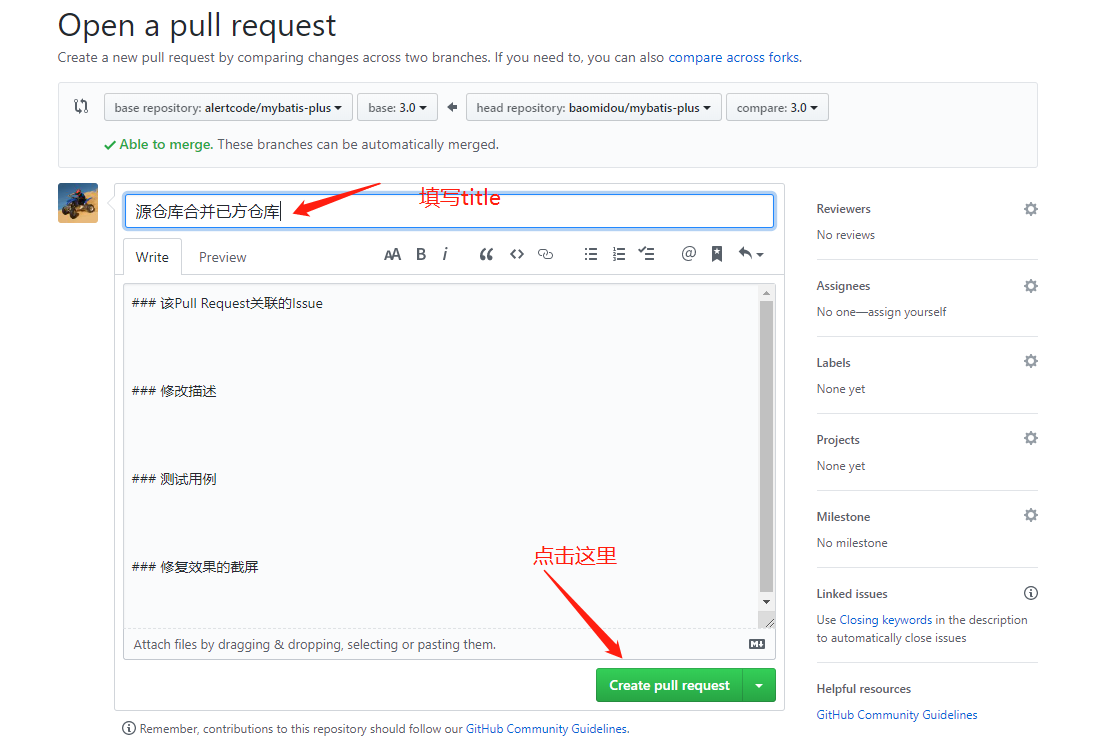 Open a pull request
Create a new pull request by comparing changes across two branches. If you need to, you can also compare across forks.
base repository: alertcode/mybatis-plus base: 3.0 head repository: baomidou/mybatis-plus compare: 3.0
Able to merge. These branches can be automatically merged.
填写title
源仓库合并已方仓库
Write Preview
### 该Pull Request关联的Issue
### 修改描述
### 测试用例
### 修复效果的截屏
点击这里
Attach files by dragging & dropping, selecting or pasting them.
Create pull request
Remember, contributions to this repository should follow our GitHub Community Guidelines.
Reviewers
No reviews
Assignees
No one—assign yourself
Labels
None yet
Projects
None yet
Milestone
No milestone
Linked issues
Use Closing keywords in the description
to automatically close issues
Helpful resources
GitHub Community Guidelines